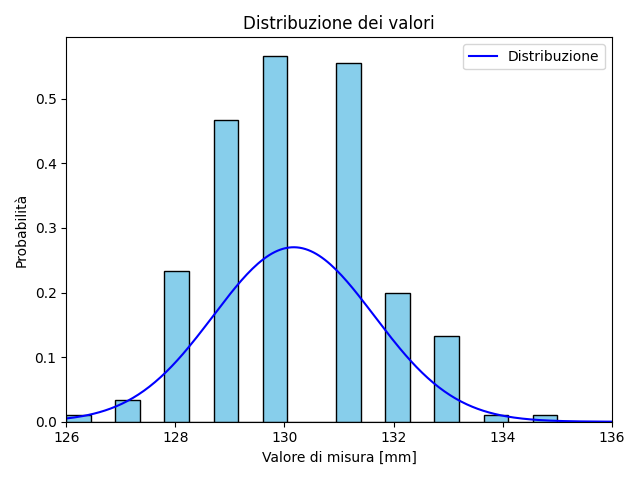 Distribuzione dei valori
Distribuzione
Probabilità
0.5
0.4
0.3
0.2
0.1
0.0
126 128 130 132 134 136
Valore di misura [mm]